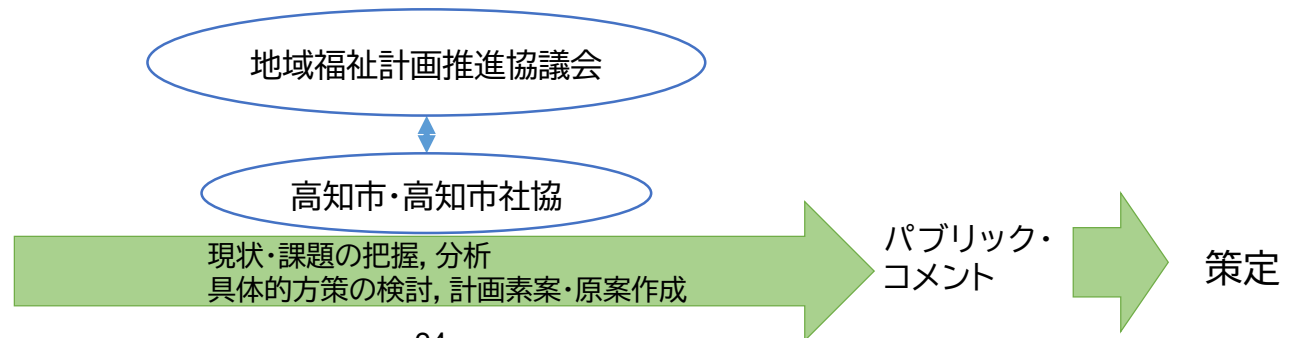 地域福祉計画推進協議会
高知市・高知市社協
現状・課題の把握, 分析
具体的方策の検討, 計画素案・原案作成
パブリック・
コメント
策定